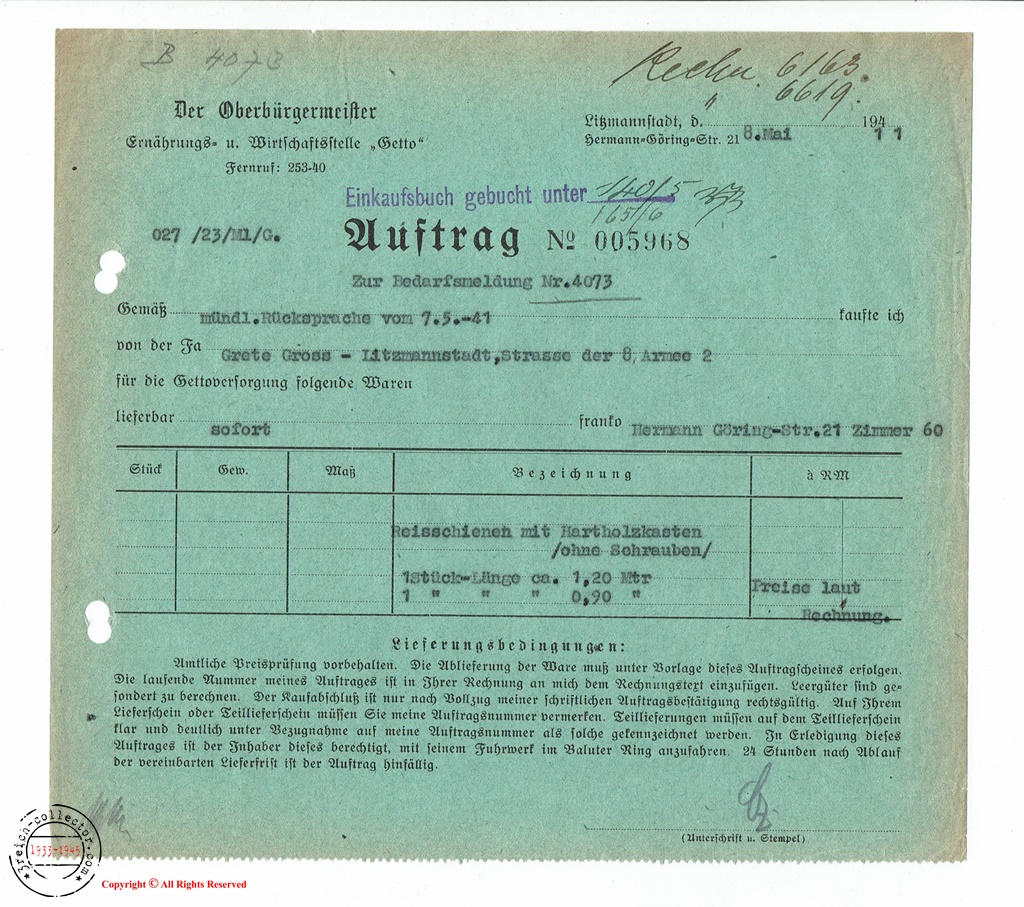 B 4073
Rechn. 6163.
" 6619.
Der Oberbürgermeister
Ernährungs- u. Wirtschaftsstelle „Getto“
Fernruf: 253-40
Litzmannstadt, d. 8.Mai 194 1 1
Hermann-Göring-Str. 21
Einkaufsbuch gebucht unter 140/5
165/6
027 /23/Ml/G.
Auftrag № 005968
Zur Bedarfsmeldung Nr.4073
Gemäß mündl.Rücksprache vom 7.5.-41 kaufte ich
von der Fa Grete Gross - Litzmannstadt,Strasse der 8, Armee 2
für die Gettoversorgung folgende Waren
lieferbar sofort franko Hermann Göring-Str.21 Zimmer 60
Stück Gew. Maß Bezeichnung à RM
Reisschienen mit Hartholzkasten
/ohne Schrauben/
1Stück-Länge ca. 1,20 Mtr Preise laut
1 " " " 0,90 " Rechnung.
Lieferungsbedingungen:
Amtliche Preisprüfung vorbehalten. Die Ablieferung der Ware muß unter Vorlage dieses Auftragscheines erfolgen.
Die laufende Nummer meines Auftrages ist in Ihrer Rechnung an mich dem Rechnungstext einzufügen. Leergüter sind ge-
sondert zu berechnen. Der Kaufabschluß ist nur nach Vollzug meiner schriftlichen Auftragsbestätigung rechtsgültig. Auf Ihrem
Lieferschein oder Teillieferschein müssen Sie meine Auftragsnummer vermerken. Teillieferungen müssen auf dem Teillieferschein
klar und deutlich unter Bezugnahme auf meine Auftragsnummer als solche gekennzeichnet werden. In Erledigung dieses
Auftrages ist der Inhaber dieses berechtigt, mit seinem Fuhrwerk im Baluter Ring anzufahren. 24 Stunden nach Ablauf
der vereinbarten Lieferfrist ist der Auftrag hinfällig.
(Unterschrift u. Stempel)
3reich-collector.com
1933-1945
Copyright © All Rights Reserved